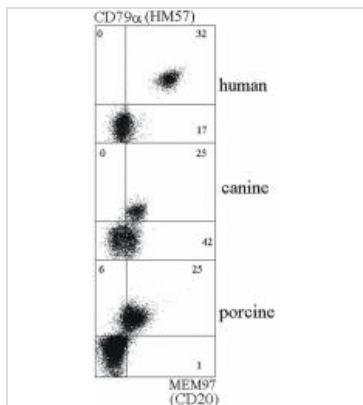 CD79α (HM57)
0 32
human
17
0 25
canine
42
6 25
porcine
1
MEM97
(CD20)